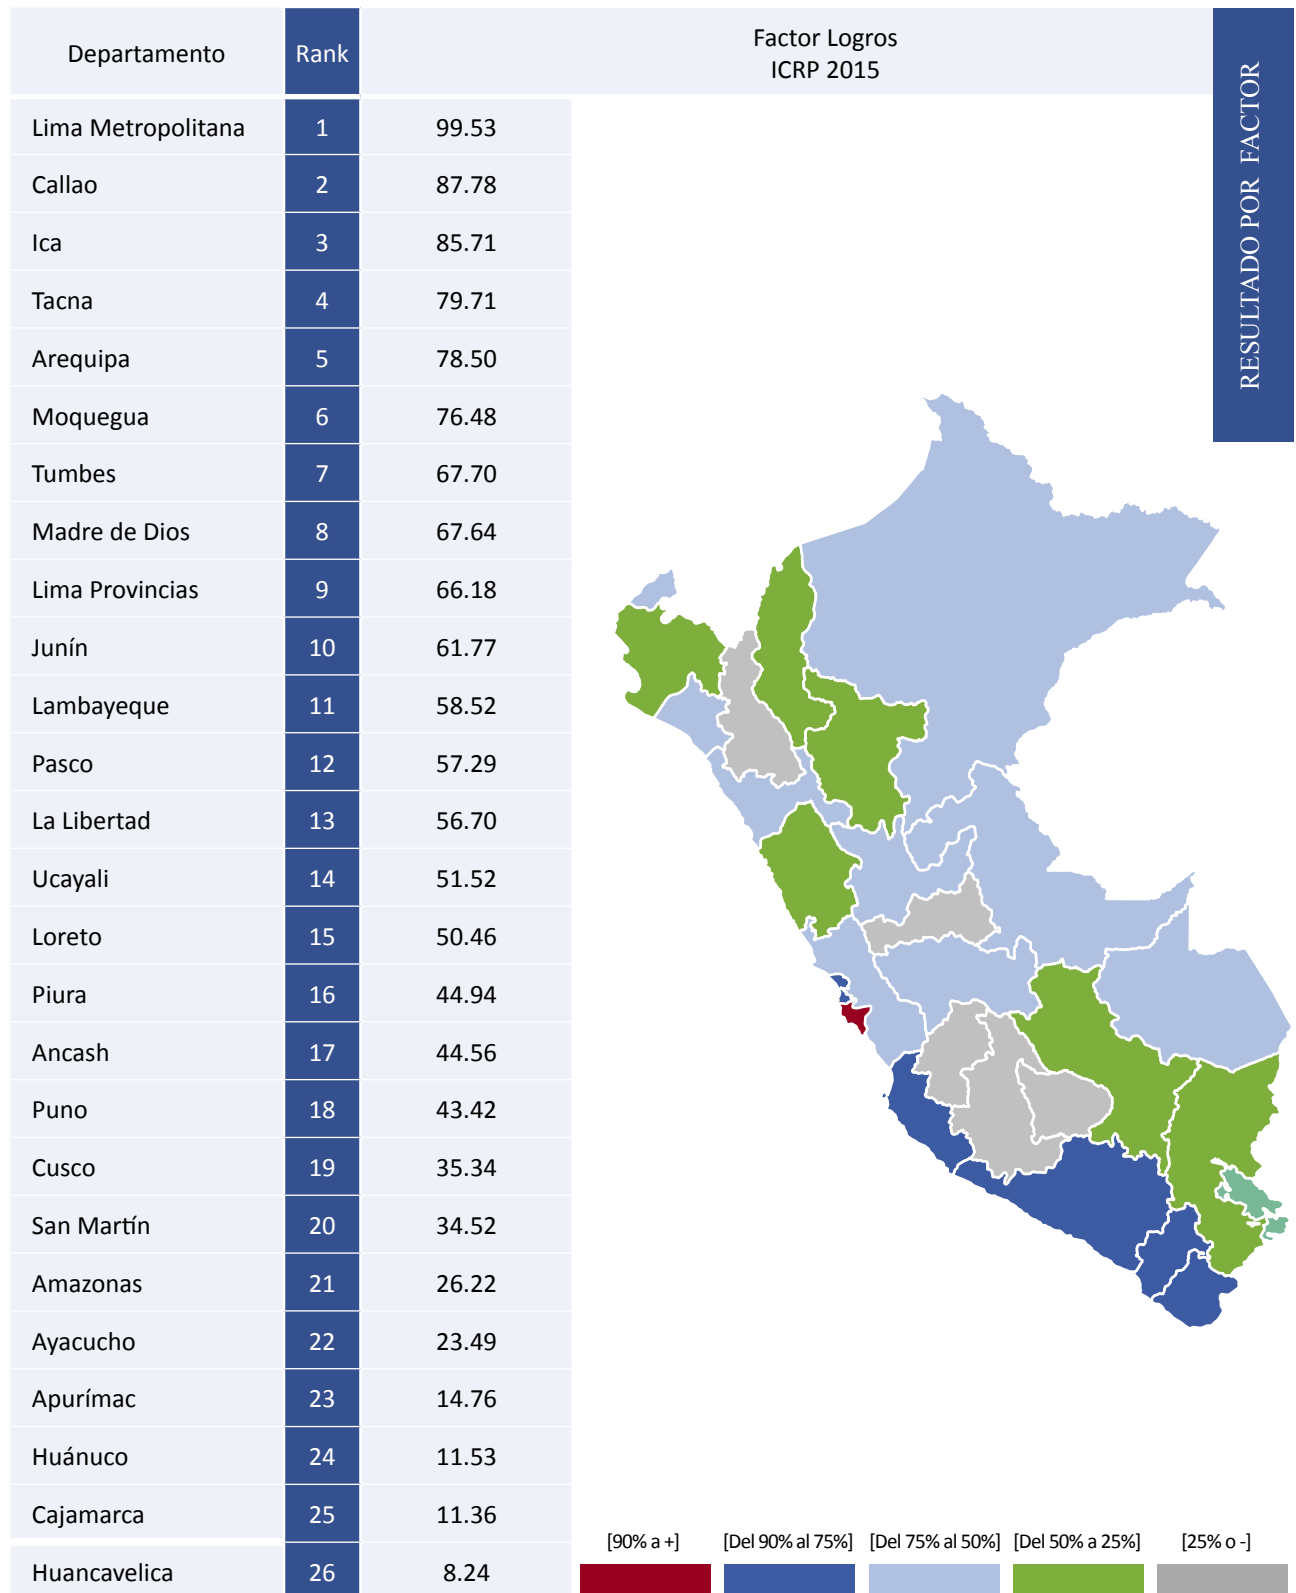 Departamento Rank Factor Logros
ICRP 2015
RESULTADO POR FACTOR
Lima Metropolitana 1 99.53
Callao 2 87.78
Ica 3 85.71
Tacna 4 79.71
Arequipa 5 78.50
Moquegua 6 76.48
Tumbes 7 67.70
Madre de Dios 8 67.64
Lima Provincias 9 66.18
Junín 10 61.77
Lambayeque 11 58.52
Pasco 12 57.29
La Libertad 13 56.70
Ucayali 14 51.52
Loreto 15 50.46
Piura 16 44.94
Ancash 17 44.56
Puno 18 43.42
Cusco 19 35.34
San Martín 20 34.52
Amazonas 21 26.22
Ayacucho 22 23.49
Apurímac 23 14.76
Huánuco 24 11.53
Cajamarca 25 11.36
Huancavelica 26 8.24
[90% a +] [Del 90% al 75%] [Del 75% al 50%] [Del 50% a 25%] [25% o -]